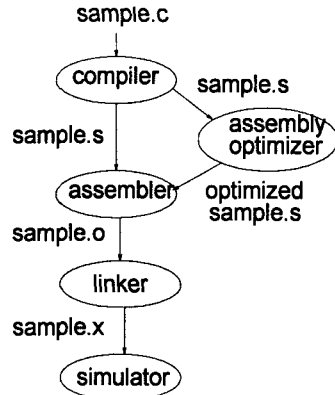 sample.c
compiler
sample.s
sample.s
assembly
optimizer
assembler
optimized
sample.s
sample.o
linker
sample.x
simulator